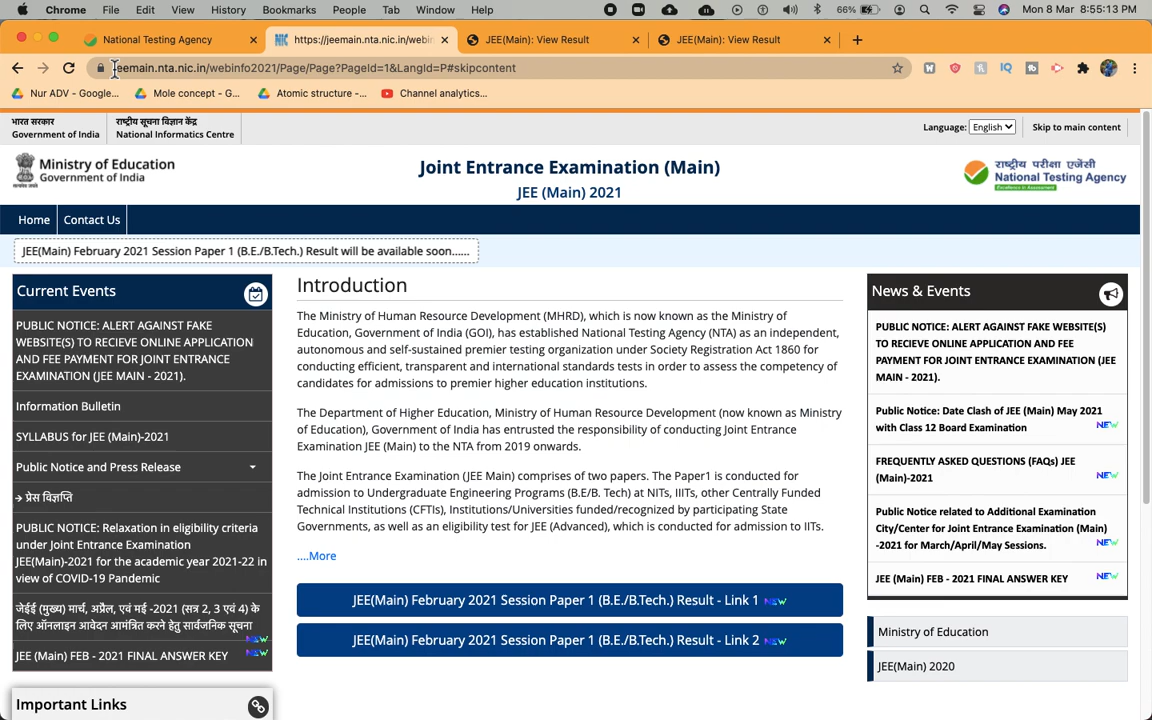 Chrome File Edit View History Bookmarks People Tab Window Help 66% Mon 8 Mar 8:55:13 PM
National Testing Agency https://jeemain.nta.nic.in/webin JEE(Main): View Result JEE(Main): View Result
jeemain.nta.nic.in/webinfo2021/Page/Page?PageId=1&LangId=P#skipcontent
Nur ADV - Google... Mole concept - G... Atomic structure -... Channel analytics...
भारत सरकार
Government of India
राष्ट्रीय सूचना विज्ञान केंद्र
National Informatics Centre
Language: English Skip to main content
Ministry of Education
Government of India
Joint Entrance Examination (Main)
JEE (Main) 2021
राष्ट्रीय परीक्षा एजेंसी
National Testing Agency
Excellence in Assessment
Home Contact Us
JEE(Main) February 2021 Session Paper 1 (B.E./B.Tech.) Result will be available soon......
Current Events
PUBLIC NOTICE: ALERT AGAINST FAKE
WEBSITE(S) TO RECIEVE ONLINE APPLICATION
AND FEE PAYMENT FOR JOINT ENTRANCE
EXAMINATION (JEE MAIN - 2021).
Information Bulletin
SYLLABUS for JEE (Main)-2021
Public Notice and Press Release
प्रेस विज्ञप्ति
PUBLIC NOTICE: Relaxation in eligibility criteria
under Joint Entrance Examination
JEE(Main)-2021 for the academic year 2021-22 in
view of COVID-19 Pandemic
जेईई (मुख्य) मार्च, अप्रैल, एवं मई -2021 (सत्र 2, 3 एवं 4) के
लिए ऑनलाइन आवेदन आमंत्रित करने हेतु सार्वजनिक सूचना
NEW
JEE (Main) FEB - 2021 FINAL ANSWER KEY NEW
Important Links
Introduction
The Ministry of Human Resource Development (MHRD), which is now known as the Ministry of
Education, Government of India (GOI), has established National Testing Agency (NTA) as an independent,
autonomous and self-sustained premier testing organization under Society Registration Act 1860 for
conducting efficient, transparent and international standards tests in order to assess the competency of
candidates for admissions to premier higher education institutions.
The Department of Higher Education, Ministry of Human Resource Development (now known as Ministry
of Education), Government of India has entrusted the responsibility of conducting Joint Entrance
Examination JEE (Main) to the NTA from 2019 onwards.
The Joint Entrance Examination (JEE Main) comprises of two papers. The Paper1 is conducted for
admission to Undergraduate Engineering Programs (B.E/B. Tech) at NITs, IIITs, other Centrally Funded
Technical Institutions (CFTIs), Institutions/Universities funded/recognized by participating State
Governments, as well as an eligibility test for JEE (Advanced), which is conducted for admission to IITs.
....More
JEE(Main) February 2021 Session Paper 1 (B.E./B.Tech.) Result - Link 1 NEW
JEE(Main) February 2021 Session Paper 1 (B.E./B.Tech.) Result - Link 2 NEW
News & Events
PUBLIC NOTICE: ALERT AGAINST FAKE WEBSITE(S)
TO RECIEVE ONLINE APPLICATION AND FEE
PAYMENT FOR JOINT ENTRANCE EXAMINATION (JEE
MAIN - 2021).
Public Notice: Date Clash of JEE (Main) May 2021
with Class 12 Board Examination NEW
FREQUENTLY ASKED QUESTIONS (FAQs) JEE
(Main)-2021 NEW
Public Notice related to Additional Examination
City/Center for Joint Entrance Examination (Main)
-2021 for March/April/May Sessions. NEW
JEE (Main) FEB - 2021 FINAL ANSWER KEY NEW
Ministry of Education
JEE(Main) 2020